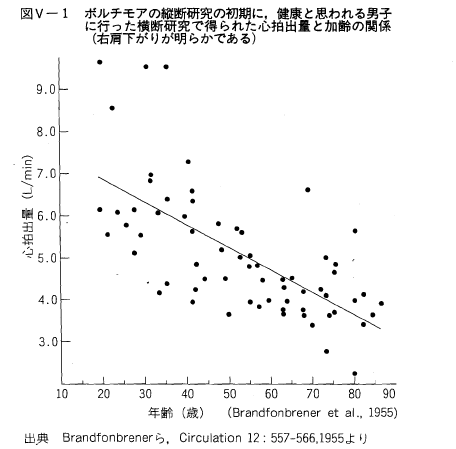 図Ⅴ－1 ボルチモアの縦断研究の初期に，健康と思われる男子
に行った横断研究で得られた心拍出量と加齢の関係
（右肩下がりが明らかである）
心拍出量（L/min）
9.0
8.0
7.0
6.0
5.0
4.0
3.0
10 20 30 40 50 60 70 80 90
年齢（歳） （Brandfonbrener et al., 1955）
出典 Brandfonbrenerら，Circulation 12：557-566,1955より